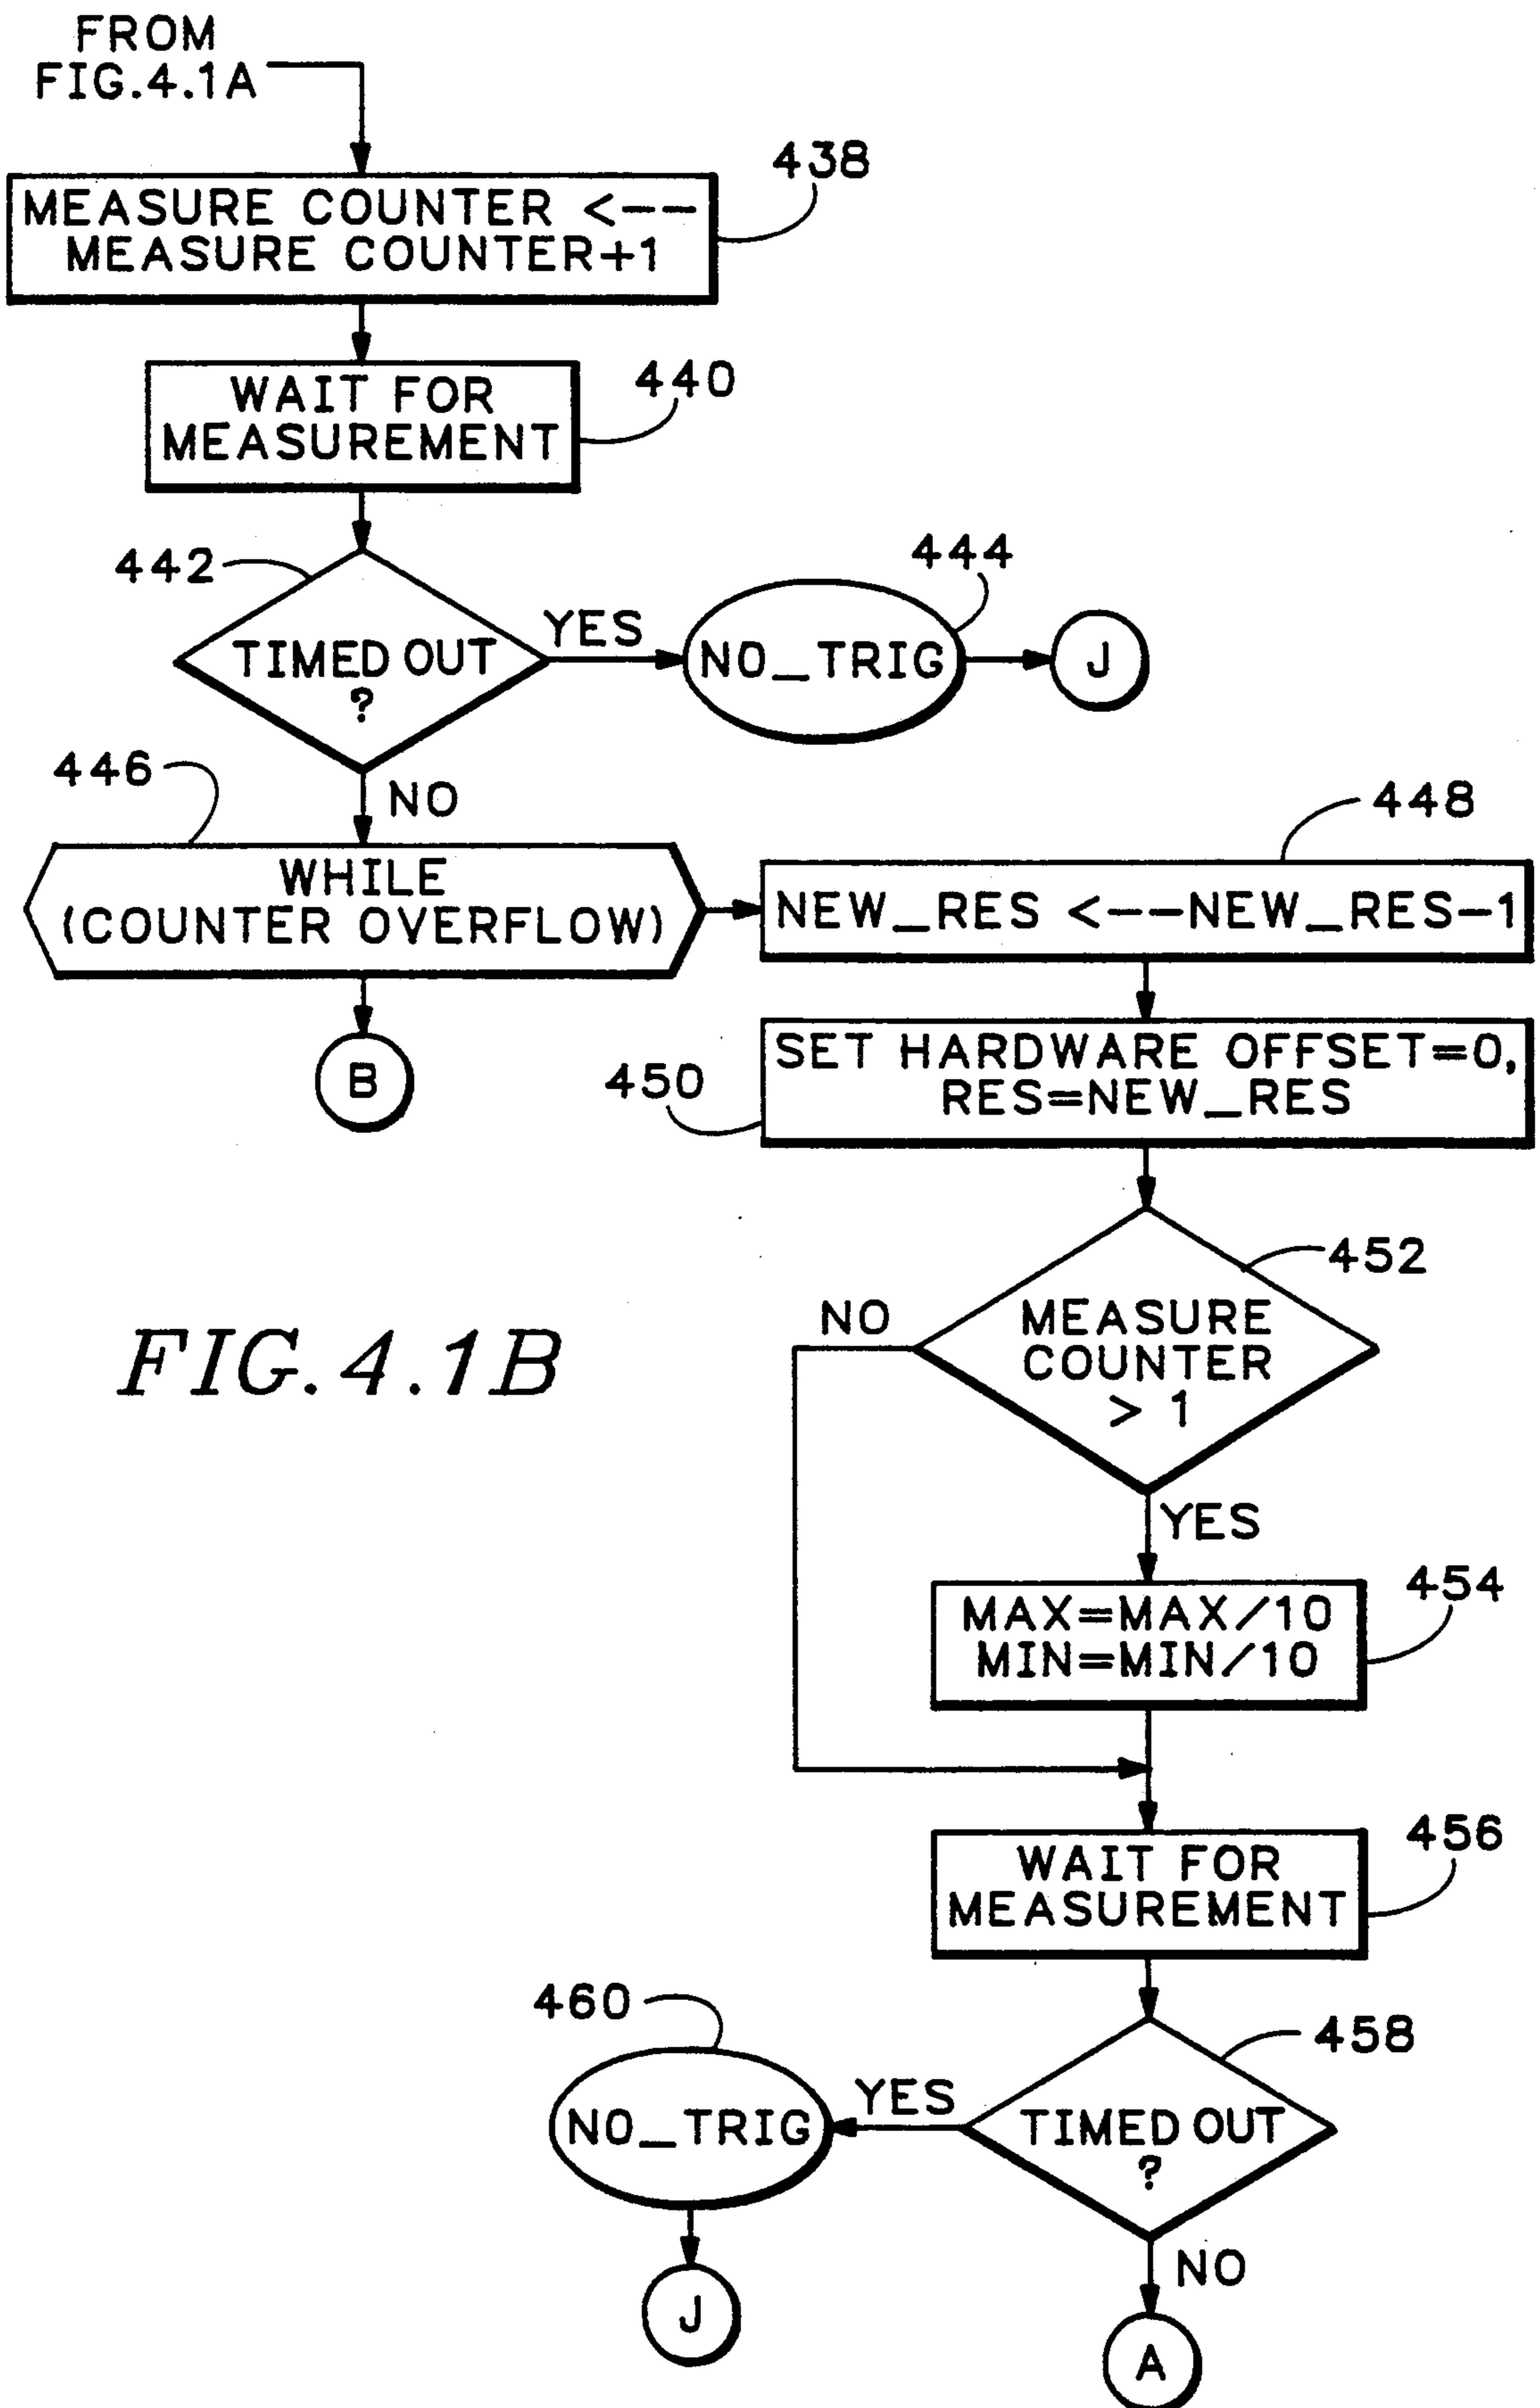 FROM
FIG.4.1A
438
MEASURE COUNTER <--
MEASURE COUNTER+1
440
WAIT FOR
MEASUREMENT
442
TIMED OUT
?
YES
444
NO_TRIG
J
NO
446
WHILE
(COUNTER OVERFLOW)
B
448
NEW_RES <--NEW_RES-1
450
SET HARDWARE OFFSET=0,
RES=NEW_RES
452
MEASURE
COUNTER
> 1
NO
YES
FIG. 4.1B
454
MAX=MAX/10
MIN=MIN/10
456
WAIT FOR
MEASUREMENT
458
TIMED OUT
?
YES
460
NO_TRIG
J
NO
A